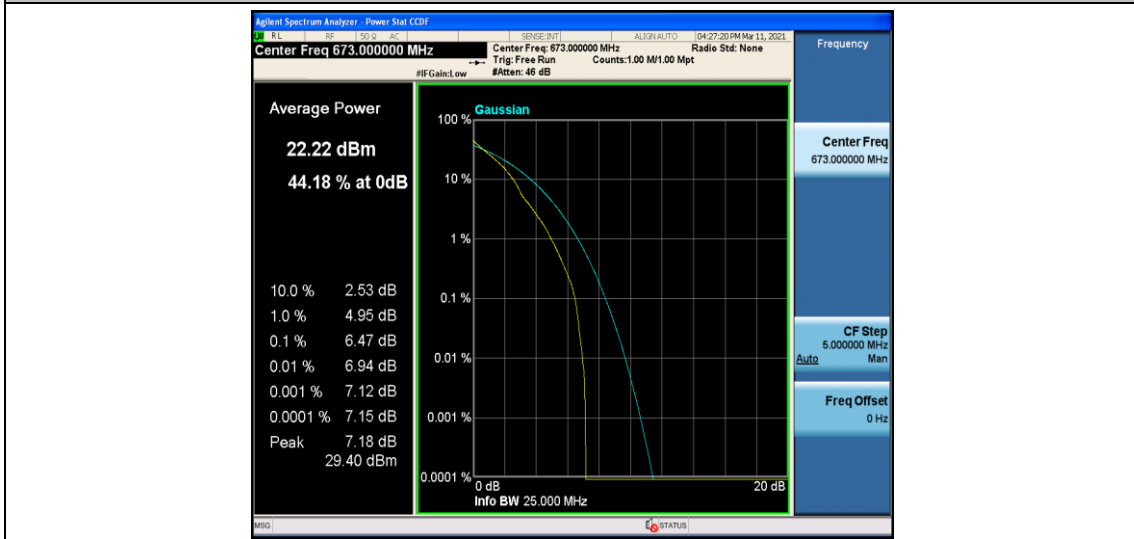 Agilent Spectrum Analyzer - Power Stat CCDF
RL RF 50 Ω AC SENSE:INT ALIGN AUTO 04:27:20 PM Mar 11, 2021
Center Freq 673.000000 MHz Center Freq: 673.000000 MHz Radio Std: None Frequency
Trig: Free Run Counts:1.00 M/1.00 Mpt
#IFGain:Low #Atten: 46 dB
Average Power
22.22 dBm
44.18 % at 0dB
10.0 % 2.53 dB
1.0 % 4.95 dB
0.1 % 6.47 dB
0.01 % 6.94 dB
0.001 % 7.12 dB
0.0001 % 7.15 dB
Peak 7.18 dB
29.40 dBm
Gaussian
100 %
10 %
1 %
0.1 %
0.01 %
0.001 %
0.0001 %
0 dB 20 dB
Info BW 25.000 MHz
Center Freq
673.000000 MHz
CF Step
5.000000 MHz
Auto Man
Freq Offset
0 Hz
MSG STATUS